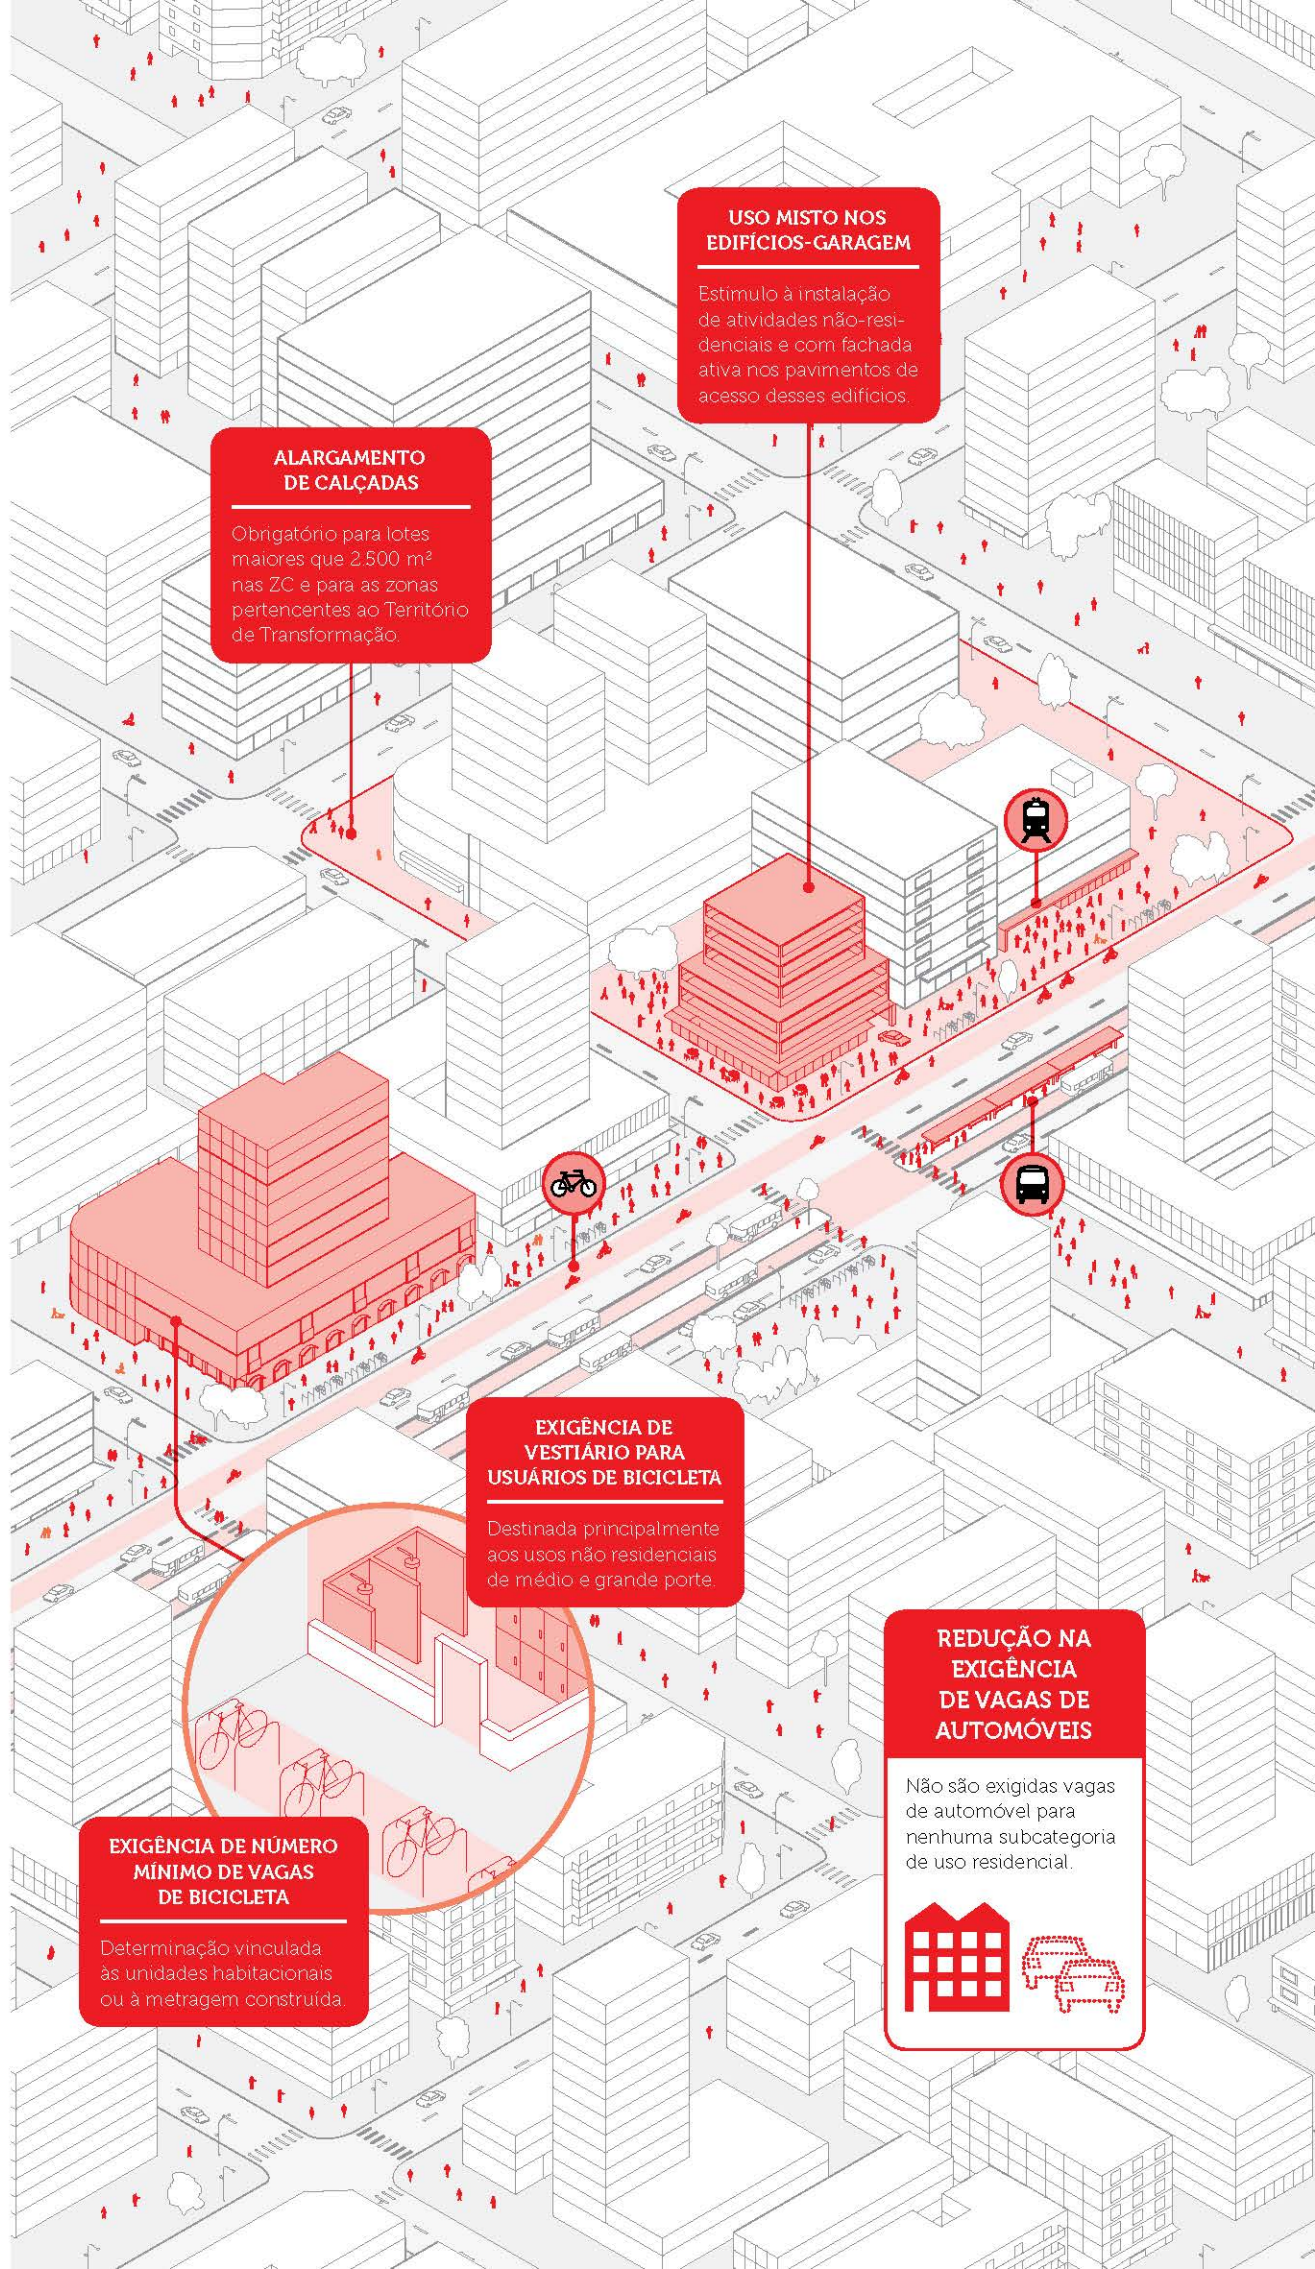 USO MISTO NOS
EDIFÍCIOS-GARAGEM
Estímulo à instalação
de atividades não-resi-
denciais e com fachada
ativa nos pavimentos de
acesso desses edifícios.
ALARGAMENTO
DE CALÇADAS
Obrigatório para lotes
maiores que 2.500 m²
nas ZC e para as zonas
pertencentes ao Território
de Transformação.
EXIGÊNCIA DE
VESTIÁRIO PARA
USUÁRIOS DE BICICLETA
Destinada principalmente
aos usos não residenciais
de médio e grande porte.
REDUÇÃO NA
EXIGÊNCIA
DE VAGAS DE
AUTOMÓVEIS
Não são exigidas vagas
de automóvel para
nenhuma subcategoria
de uso residencial.
EXIGÊNCIA DE NÚMERO
MÍNIMO DE VAGAS
DE BICICLETA
Determinação vinculada
às unidades habitacionais
ou à metragem construída.